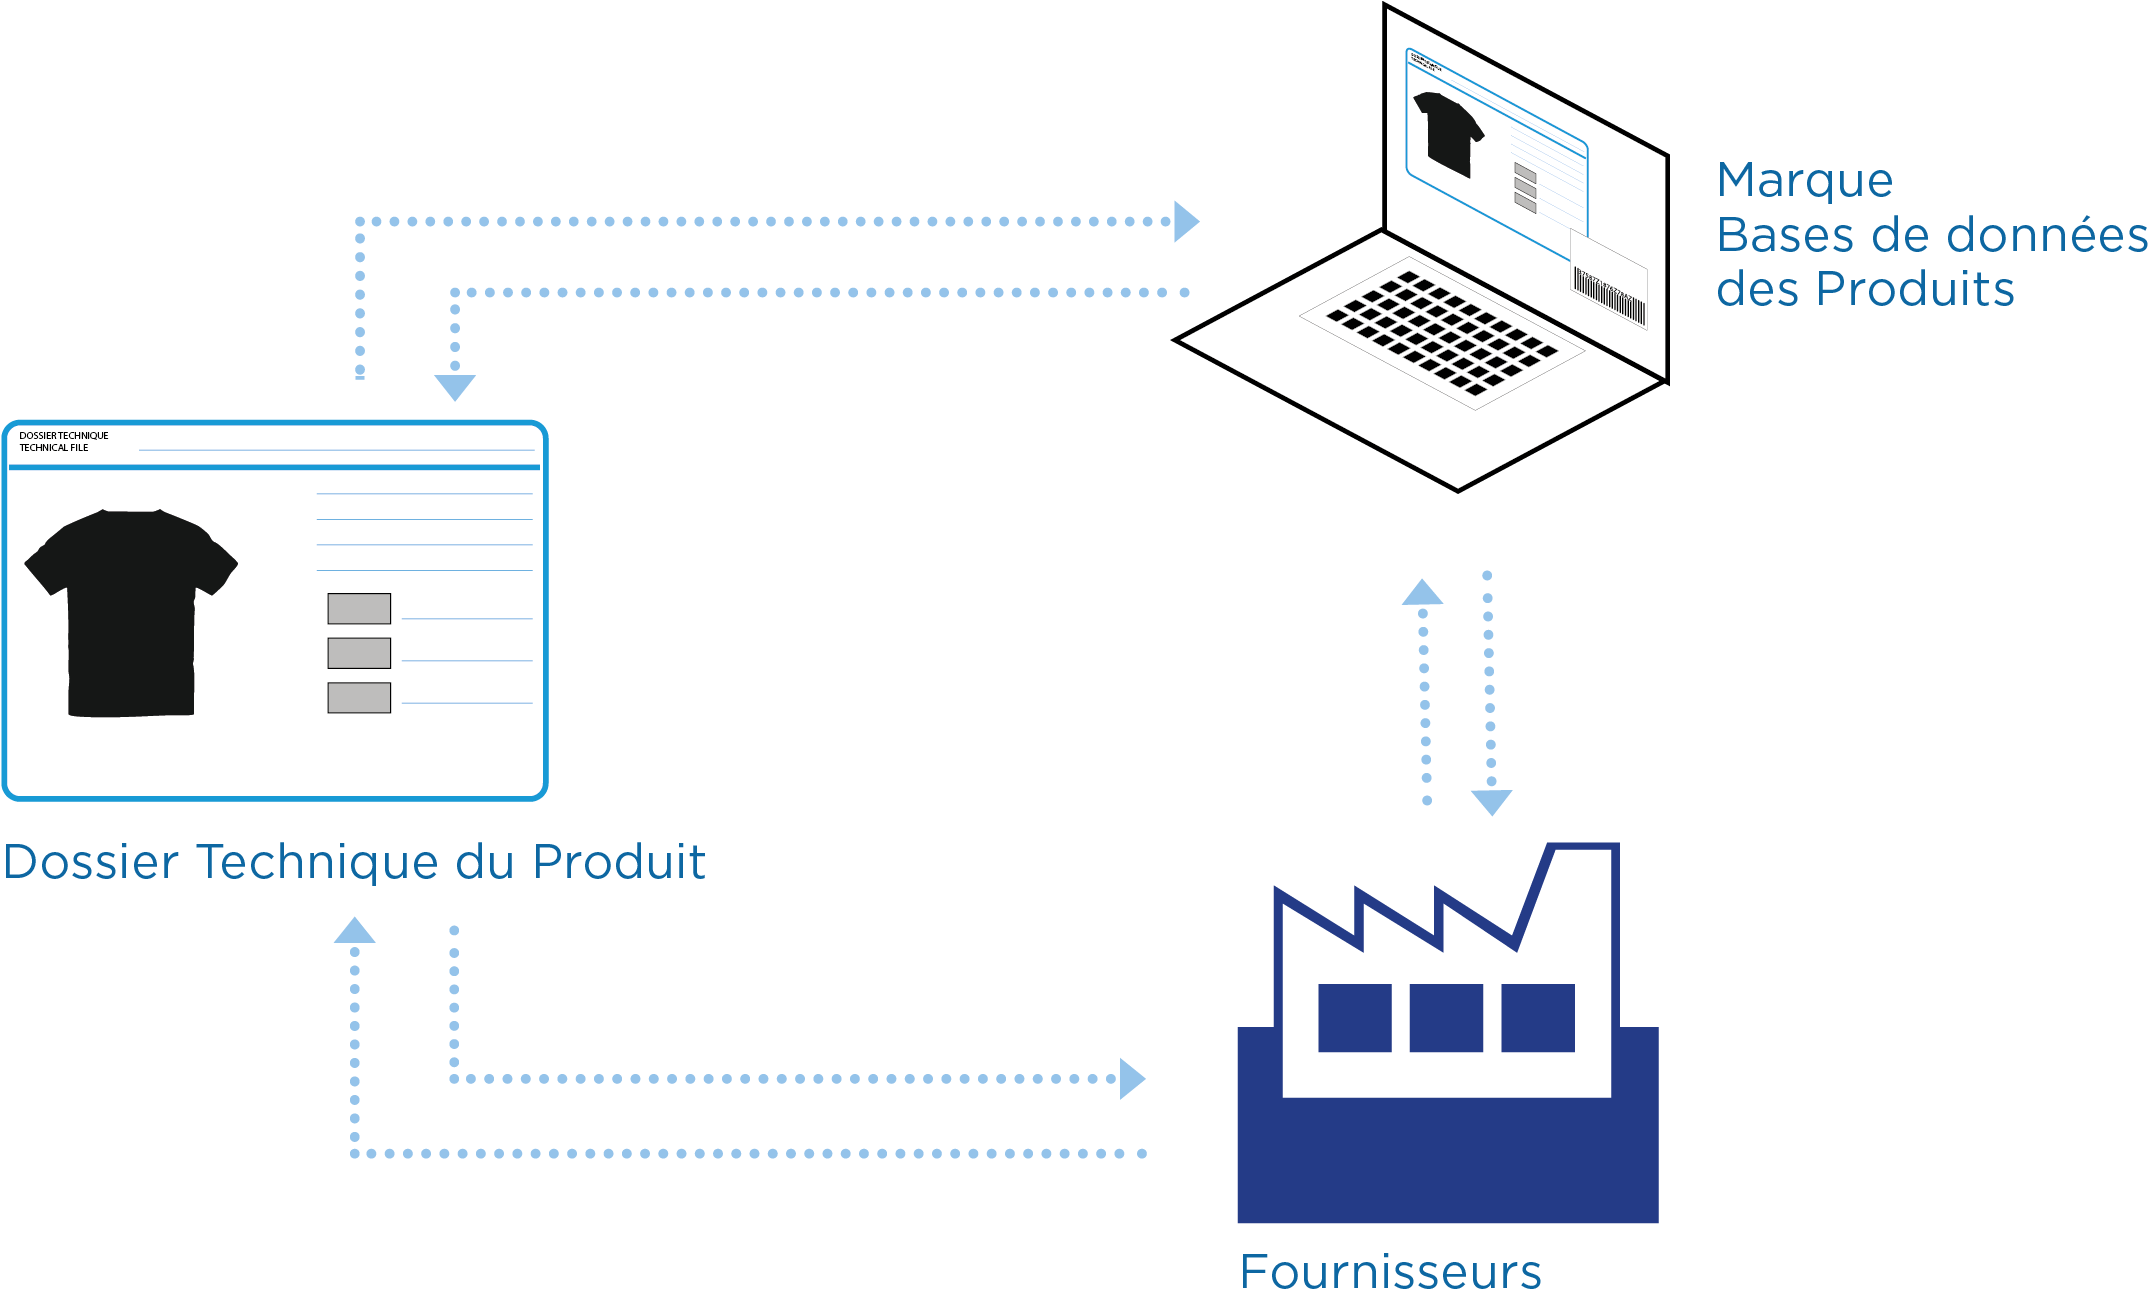 Marque
Bases de données
des Produits
DOSSIER TECHNIQUE
TECHNICAL FILE
Dossier Technique du Produit
Fournisseurs